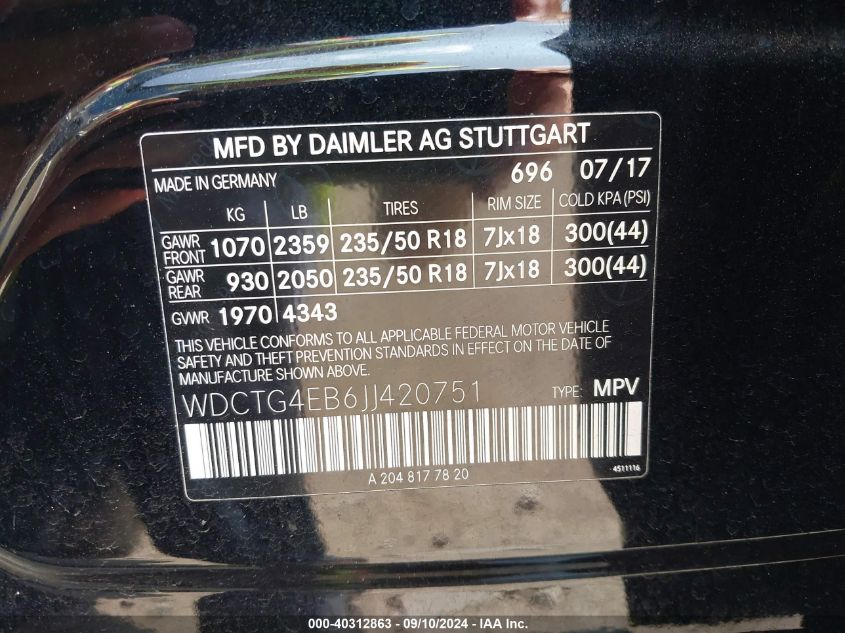 MFD BY DAIMLER AG STUTTGART
MADE IN GERMANY 696 07/17
KG LB TIRES RIM SIZE COLD KPA (PSI)
GAWR FRONT 1070 2359 235/50 R18 7Jx18 300(44)
GAWR REAR 930 2050 235/50 R18 7Jx18 300(44)
GVWR 1970 4343
THIS VEHICLE CONFORMS TO ALL APPLICABLE FEDERAL MOTOR VEHICLE
SAFETY AND THEFT PREVENTION STANDARDS IN EFFECT ON THE DATE OF
MANUFACTURE SHOWN ABOVE.
WDCTG4EB6JJ420751 TYPE: MPV
A 204 817 78 20 4511116
000-40312863 - 09/10/2024 - IAAI.com.